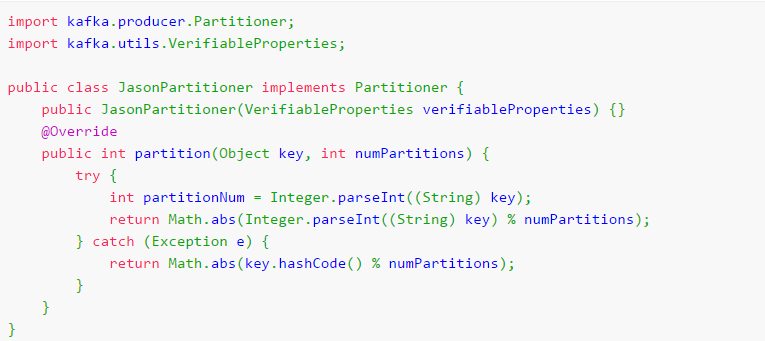 import kafka.producer.Partitioner;
import kafka.utils.VerifiableProperties;

public class JasonPartitioner implements Partitioner {
    public JasonPartitioner(VerifiableProperties verifiableProperties) {}
    @Override
    public int partition(Object key, int numPartitions) {
        try {
            int partitionNum = Integer.parseInt((String) key);
            return Math.abs(Integer.parseInt((String) key) % numPartitions);
        } catch (Exception e) {
            return Math.abs(key.hashCode() % numPartitions);
        }
    }
}